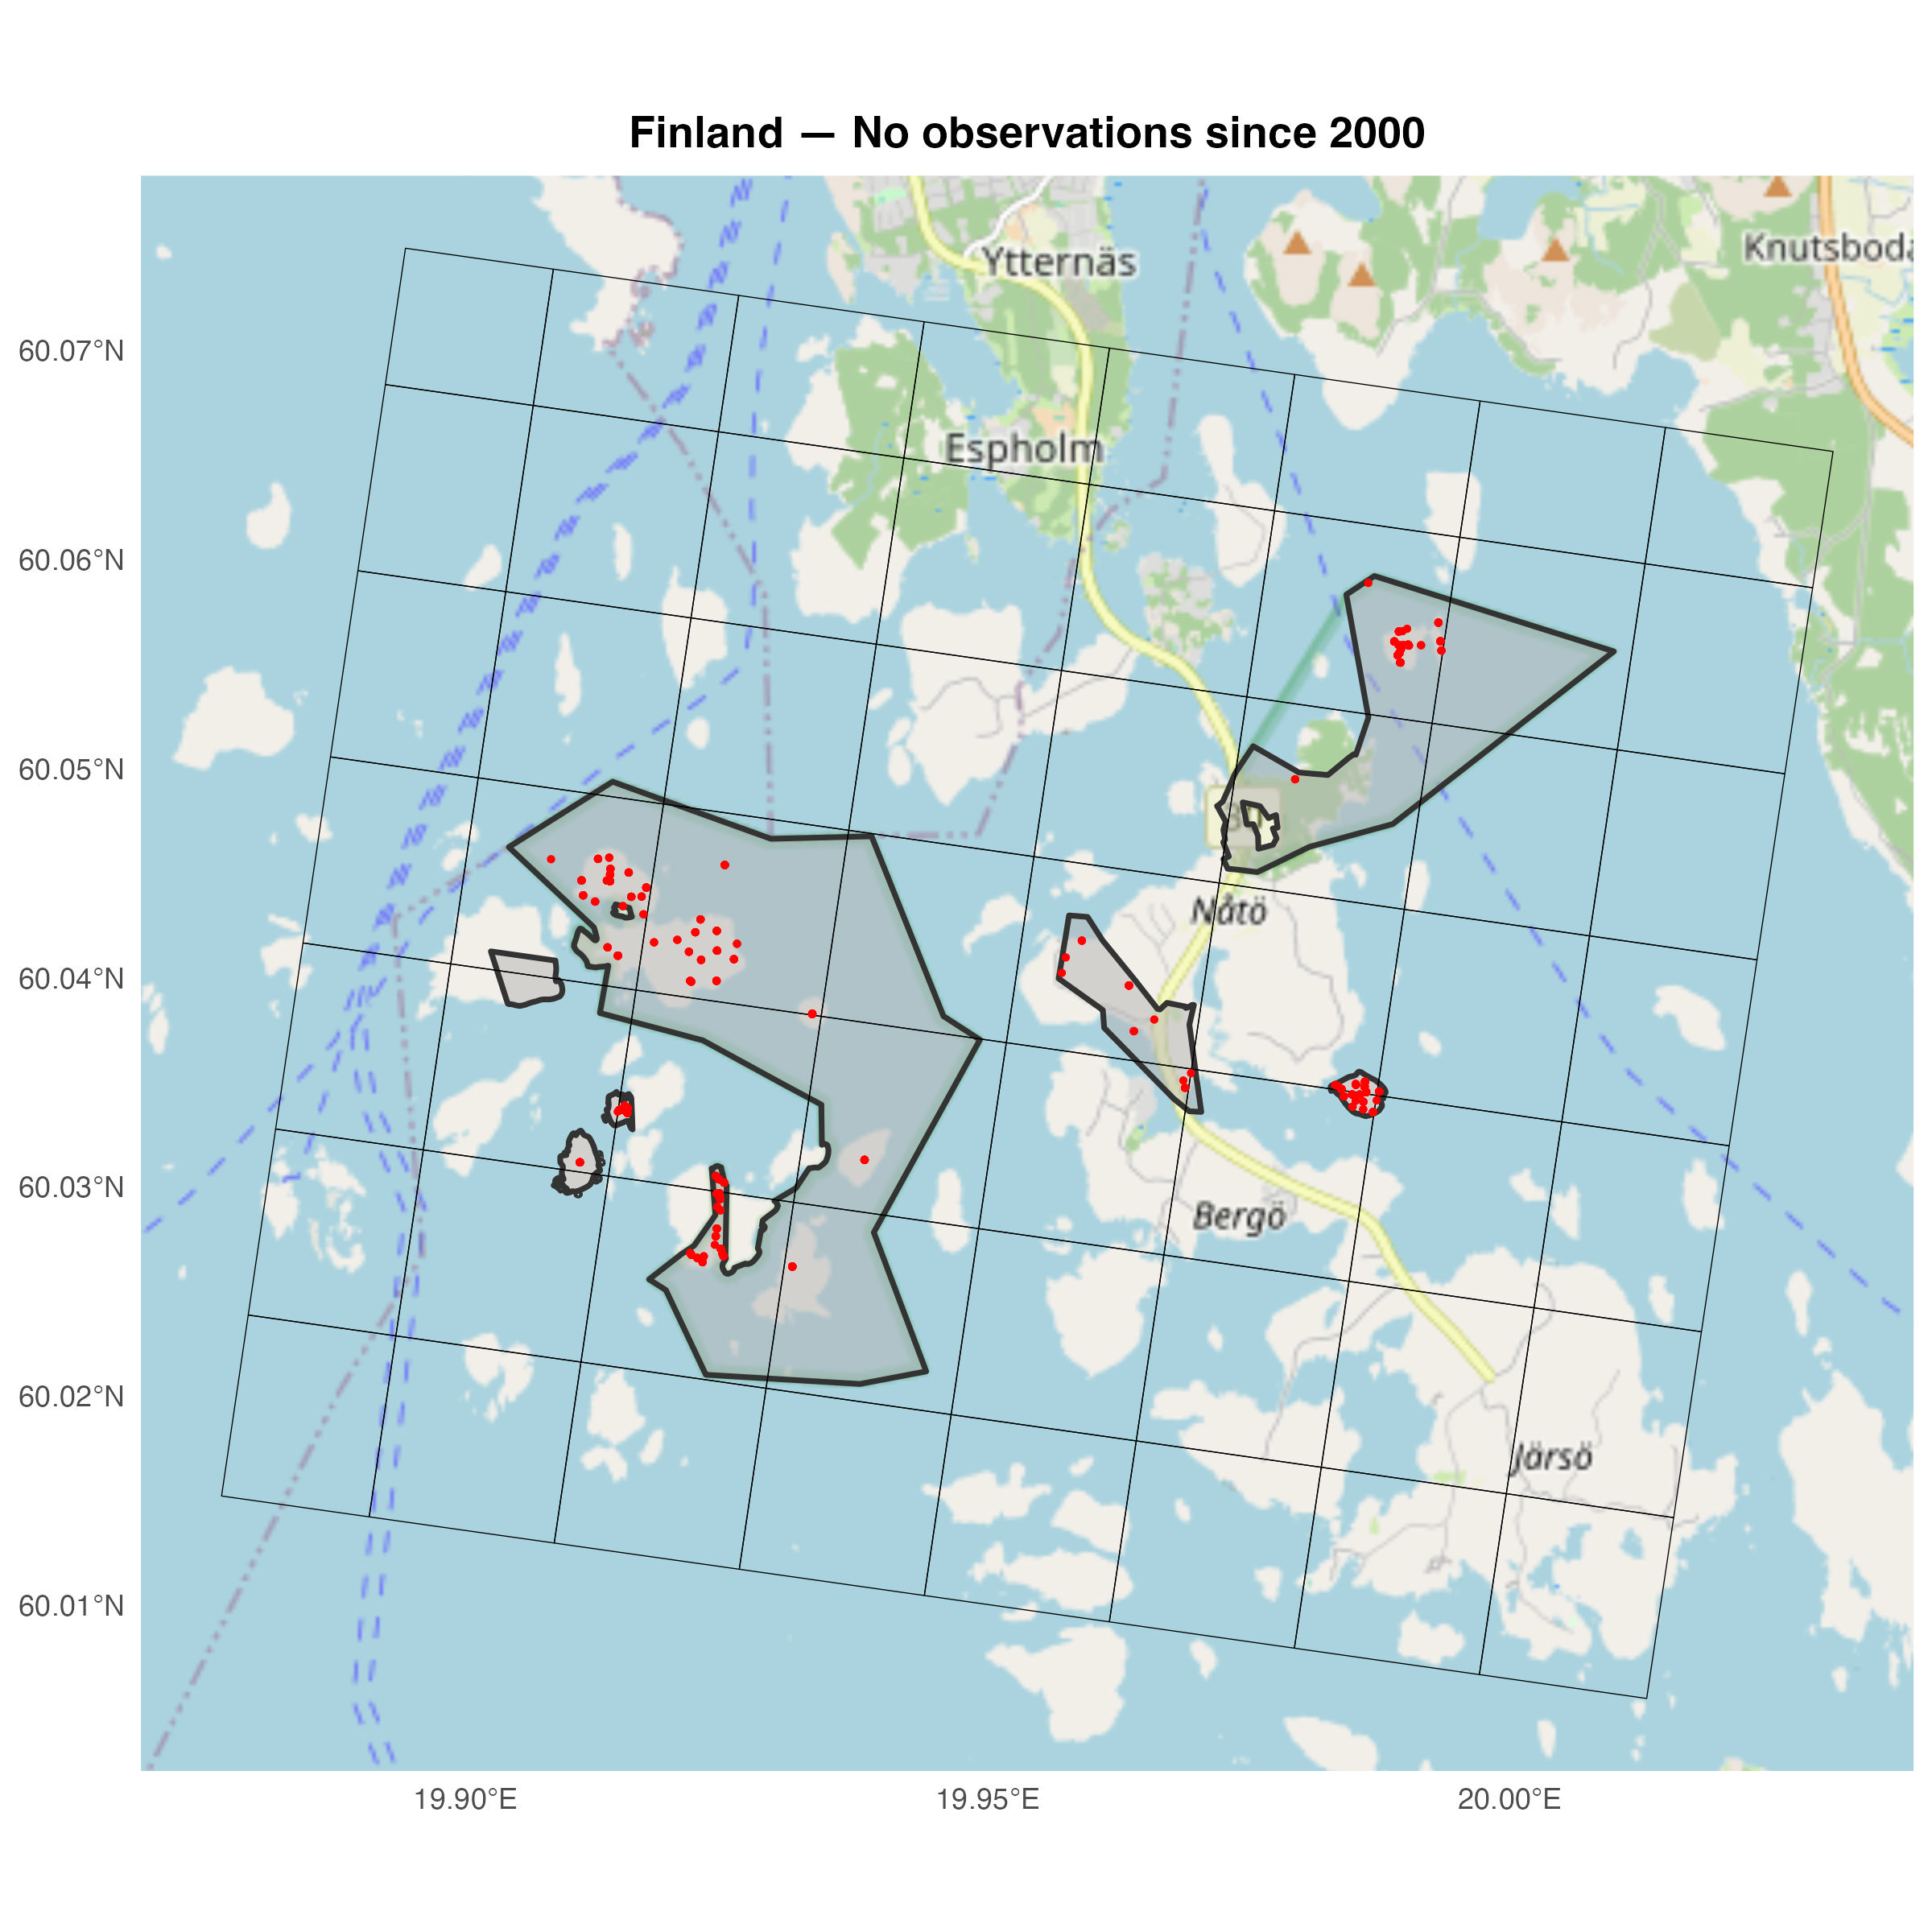 Finland — No observations since 2000
Ytternäs
Knutsboda
Espholm
Nåtö
Bergö
Järsö
60.07°N
60.06°N
60.05°N
60.04°N
60.03°N
60.02°N
60.01°N
19.90°E
19.95°E
20.00°E